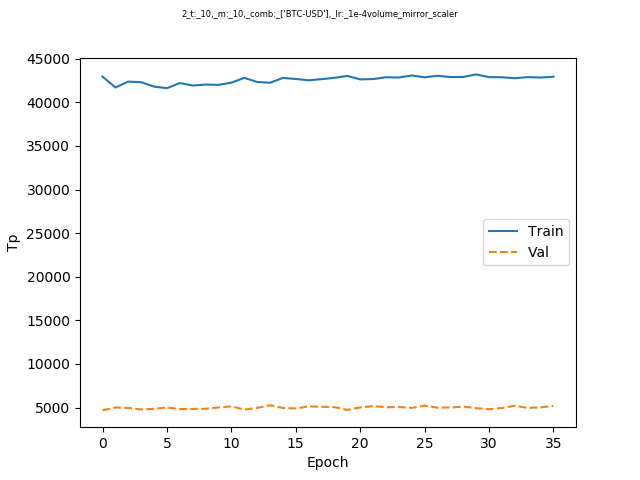 2_t:_10,_m:_10,_comb:_['BTC-USD'],_lr:_1e-4volume_mirror_scaler
45000
40000
35000
30000
25000
20000
15000
10000
5000
Tp
Train
Val
0 5 10 15 20 25 30 35
Epoch